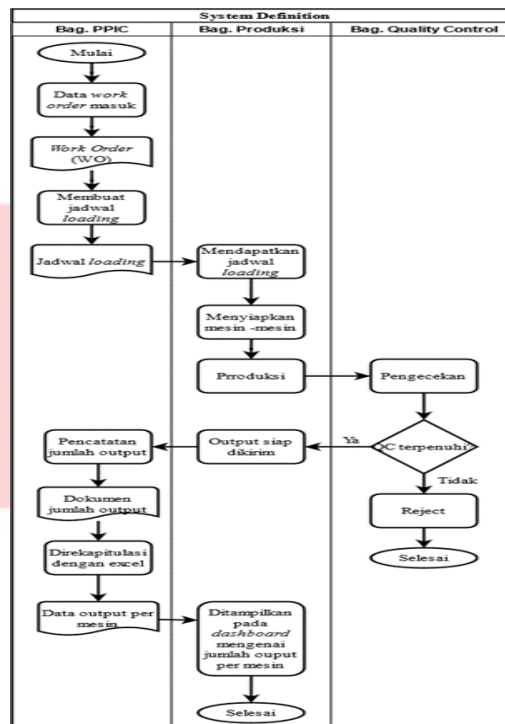 System Definition
Bag. PPIC
Bag. Produksi
Bag. Quality Control
Mulai
Data work
order masuk
Work Order
(WO)
Membuat
jadwal
loading
Jadwal loading
Mendapatkan
jadwal
loading
Menyiapkan
mesin -mesin
Prroduksi
Pengecekan
QC terpenuhi?
Ya
Tidak
Output siap
dikirim
Reject
Selesai
Pencatatan
jumlah output
Dokumen
jumlah output
Direkapitulasi
dengan excel
Data output per
mesin
Ditampilkan
pada
dashboard
mengenai
jumlah ouput
per mesin
Selesai